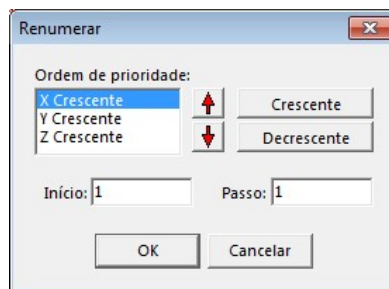 Renumerar
Ordem de prioridade:
X Crescente
Y Crescente
Z Crescente
Crescente
Decrescente
Início: 1
Passo: 1
OK
Cancelar